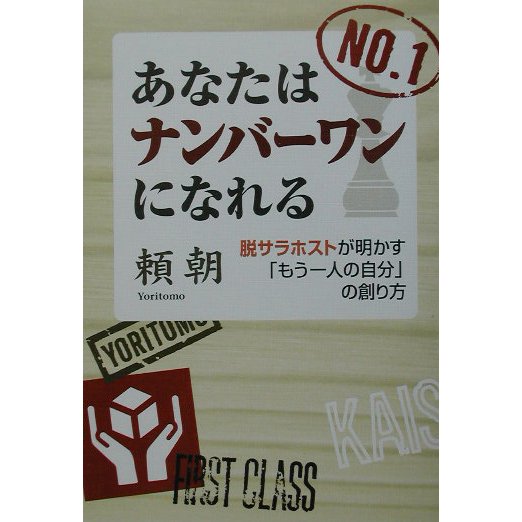 NO.1
あなたは
ナンバーワン
になれる
頼朝
Yoritomo
脱サラホストが明かす
「もう一人の自分」
の創り方
YORITOMO
KAIS
FIRST CLASS